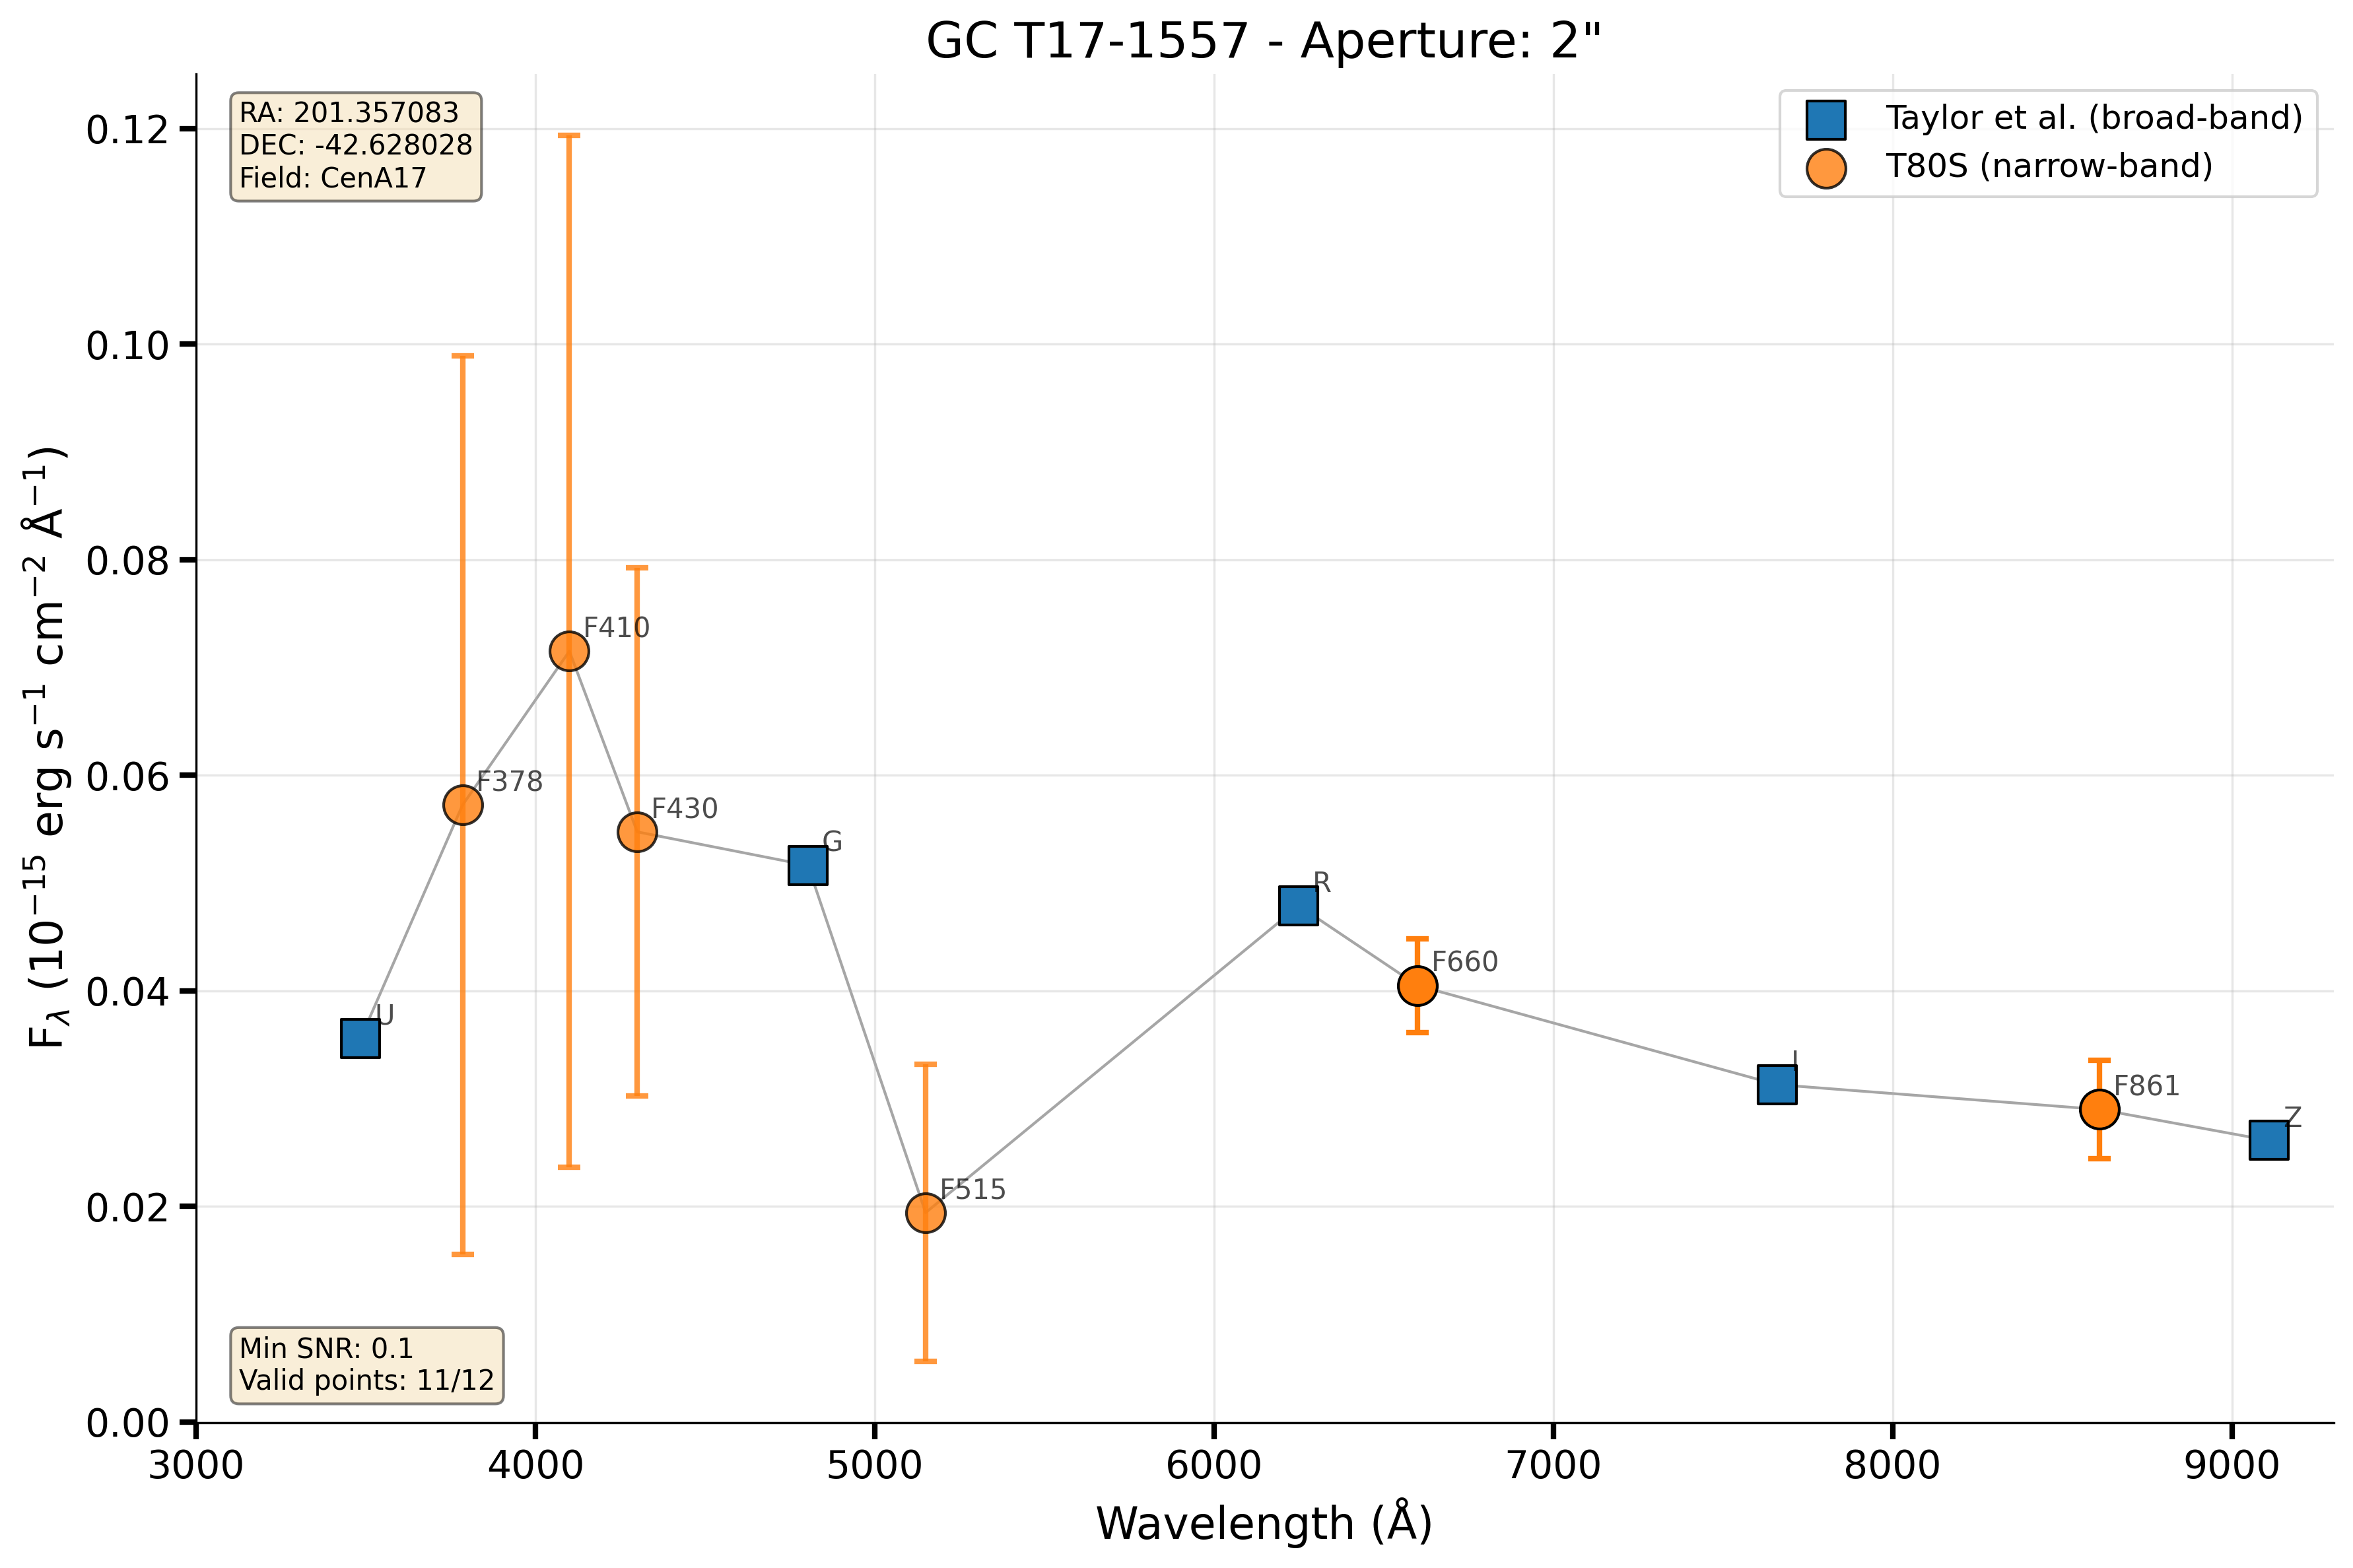 GC T17-1557 - Aperture: 2"
RA: 201.357083
DEC: -42.628028
Field: CenA17
Taylor et al. (broad-band)
T80S (narrow-band)
0.12
0.10
0.08
0.06
0.04
0.02
0.00
F410
F378
F430
G
R
F660
U
I
F861
Z
F515
Min SNR: 0.1
Valid points: 11/12
3000 4000 5000 6000 7000 8000 9000
Wavelength (Å)
Fλ (10⁻¹⁵ erg s⁻¹ cm⁻² Å⁻¹)